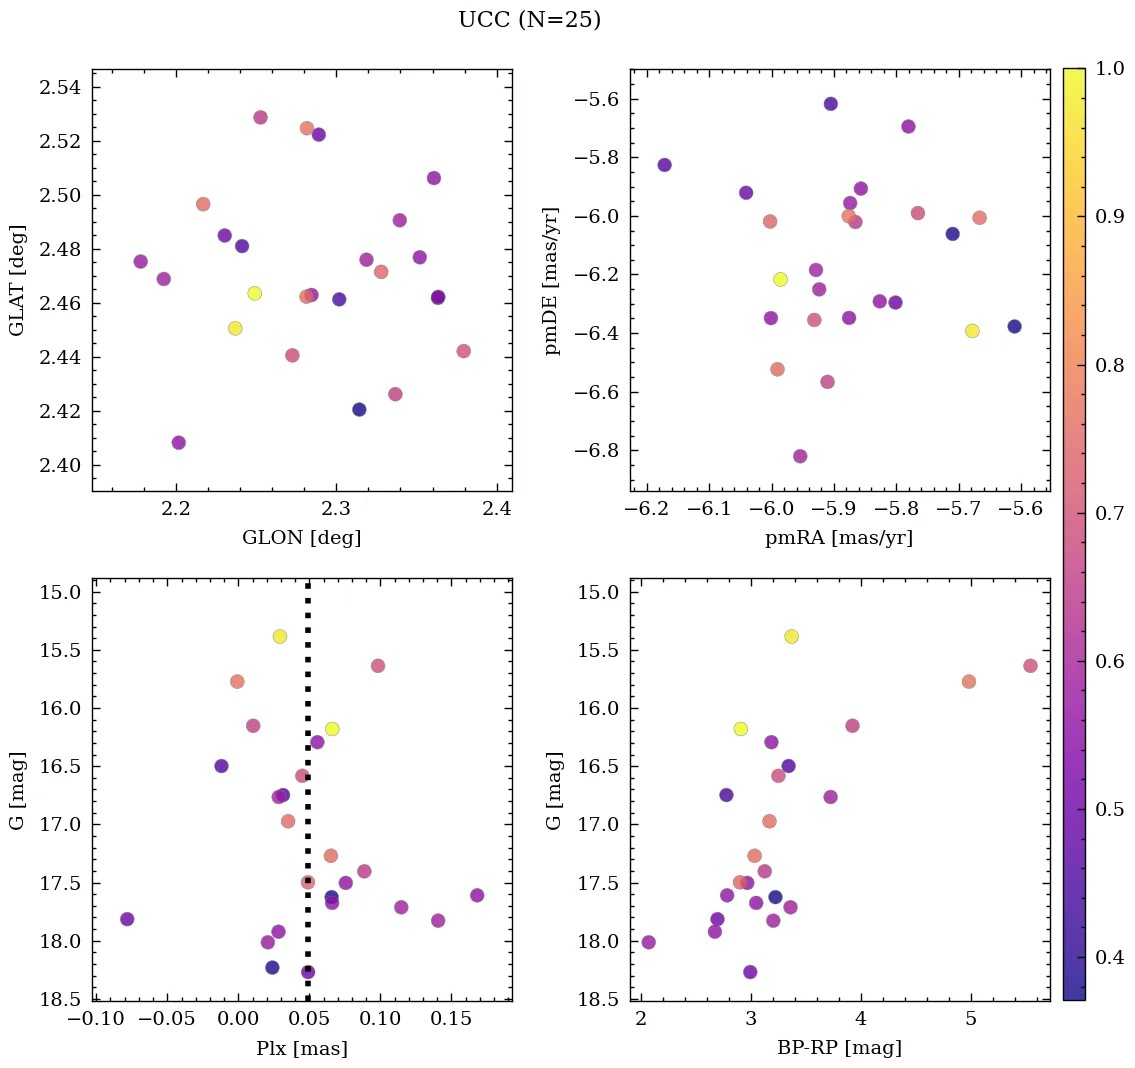 UCC (N=25)
2.54
2.52
2.50
2.48
2.46
2.44
2.42
2.40
GLAT [deg]
2.2 2.3 2.4
GLON [deg]
−5.6
−5.8
−6.0
−6.2
−6.4
−6.6
−6.8
pmDE [mas/yr]
−6.2 −6.1 −6.0 −5.9 −5.8 −5.7 −5.6
pmRA [mas/yr]
15.0
15.5
16.0
16.5
17.0
17.5
18.0
18.5
G [mag]
−0.10 −0.05 0.00 0.05 0.10 0.15
Plx [mas]
15.0
15.5
16.0
16.5
17.0
17.5
18.0
18.5
G [mag]
2 3 4 5
BP-RP [mag]
1.0
0.9
0.8
0.7
0.6
0.5
0.4